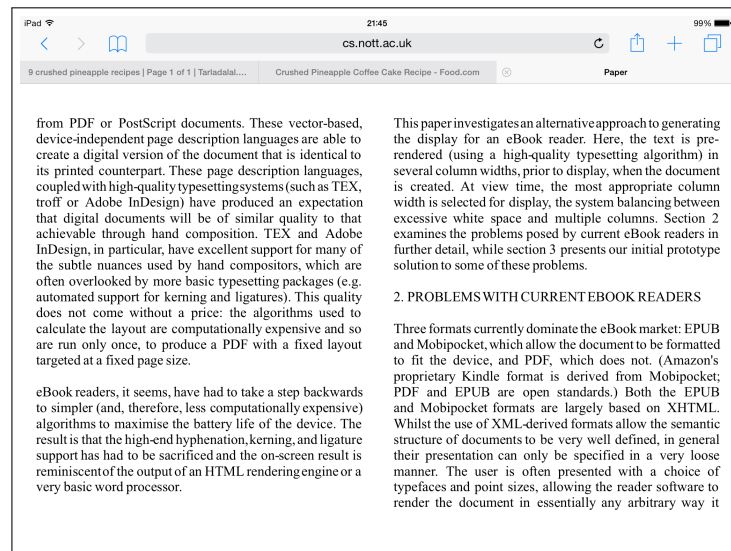 iPad 21:45 99%
cs.nott.ac.uk
9 crushed pineapple recipes | Page 1 of 1 | Tarladalal.... Crushed Pineapple Coffee Cake Recipe - Food.com Paper
from PDF or PostScript documents. These vector-based,
device-independent page description languages are able to
create a digital version of the document that is identical to
its printed counterpart. These page description languages,
coupled with high-quality typesetting systems (such as TEX,
troff or Adobe InDesign) have produced an expectation
that digital documents will be of similar quality to that
achievable through hand composition. TEX and Adobe
InDesign, in particular, have excellent support for many of
the subtle nuances used by hand compositors, which are
often overlooked by more basic typesetting packages (e.g.
automated support for kerning and ligatures). This quality
does not come without a price: the algorithms used to
calculate the layout are computationally expensive and so
are run only once, to produce a PDF with a fixed layout
targeted at a fixed page size.
eBook readers, it seems, have had to take a step backwards
to simpler (and, therefore, less computationally expensive)
algorithms to maximise the battery life of the device. The
result is that the high-end hyphenation, kerning, and ligature
support has had to be sacrificed and the on-screen result is
reminiscent of the output of an HTML rendering engine or a
very basic word processor.
This paper investigates an alternative approach to generating
the display for an eBook reader. Here, the text is pre-
rendered (using a high-quality typesetting algorithm) in
several column widths, prior to display, when the document
is created. At view time, the most appropriate column
width is selected for display, the system balancing between
excessive white space and multiple columns. Section 2
examines the problems posed by current eBook readers in
further detail, while section 3 presents our initial prototype
solution to some of these problems.
2. PROBLEMS WITH CURRENT EBOOK READERS
Three formats currently dominate the eBook market: EPUB
and Mobipocket, which allow the document to be formatted
to fit the device, and PDF, which does not. (Amazon's
proprietary Kindle format is derived from Mobipocket;
PDF and EPUB are open standards.) Both the EPUB
and Mobipocket formats are largely based on XHTML.
Whilst the use of XML-derived formats allow the semantic
structure of documents to be very well defined, in general
their presentation can only be specified in a very loose
manner. The user is often presented with a choice of
typefaces and point sizes, allowing the reader software to
render the document in essentially any arbitrary way it